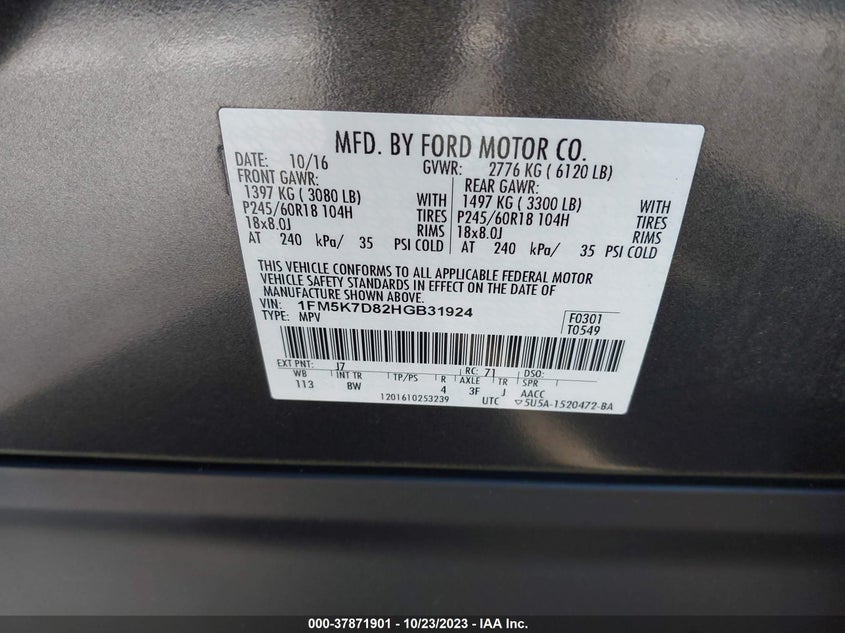 MFD. BY FORD MOTOR CO.
DATE: 10/16 GVWR: 2776 KG ( 6120 LB)
FRONT GAWR: REAR GAWR:
1397 KG ( 3080 LB) WITH 1497 KG ( 3300 LB) WITH
P245/60R18 104H TIRES P245/60R18 104H TIRES
18x8.0J RIMS 18x8.0J RIMS
AT 240 kPa/ 35 PSI COLD AT 240 kPa/ 35 PSI COLD
THIS VEHICLE CONFORMS TO ALL APPLICABLE FEDERAL MOTOR
VEHICLE SAFETY STANDARDS IN EFFECT ON THE DATE OF
MANUFACTURE SHOWN ABOVE.
VIN: 1FM5K7D82HGB31924 F0301
TYPE: MPV T0549
EXT PNT: J7 RC: 71 DSO:
WB INT TR TP/PS R AXLE TR SPR
113 BW 4 3F J AACC
1201610253239 UTC ▽5U5A-1520472-BA
000-37871901 | 10/23/2023 - IAA Inc.